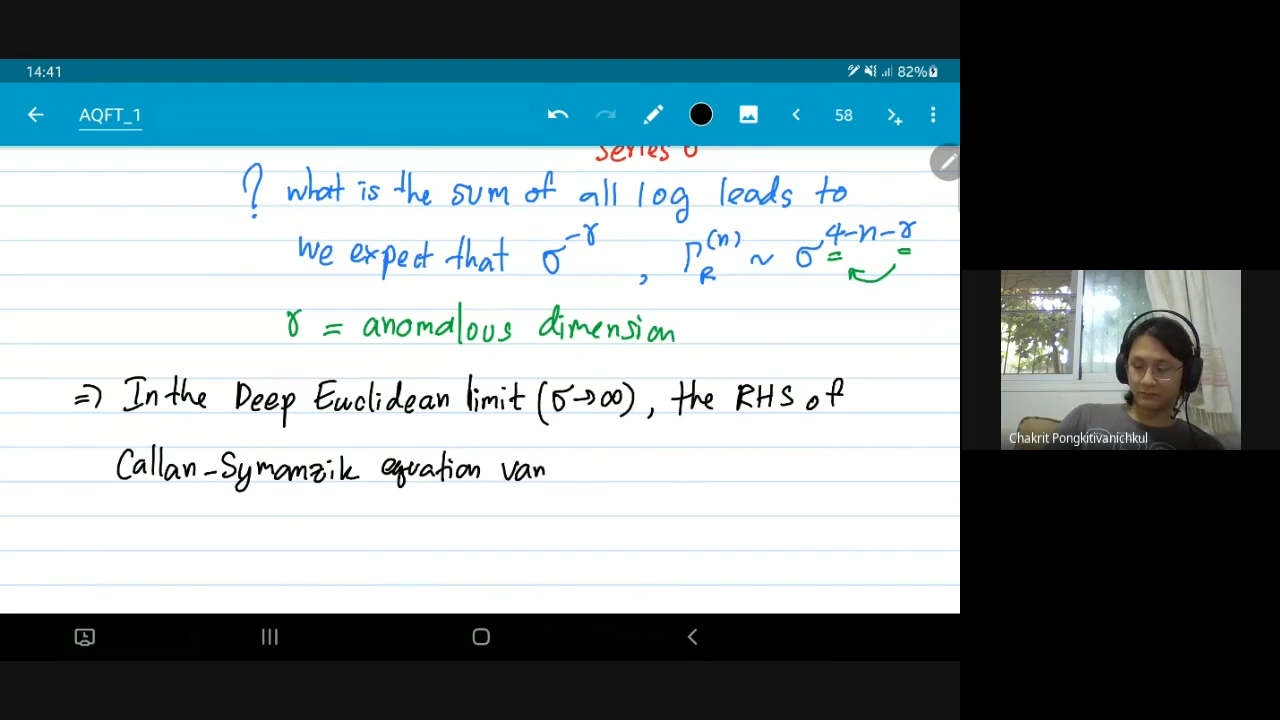 14:41
82%
AQFT_1
58
series
? what is the sum of all log leads to
we expect that σ^{-γ} , Γ_R^{(n)} ~ σ^{4-n-γ}
γ = anomalous dimension
⇒ In the Deep Euclidean limit (σ→∞), the RHS of
Callan-Symamzik equation van
Chakrit Pongkitivanichkul